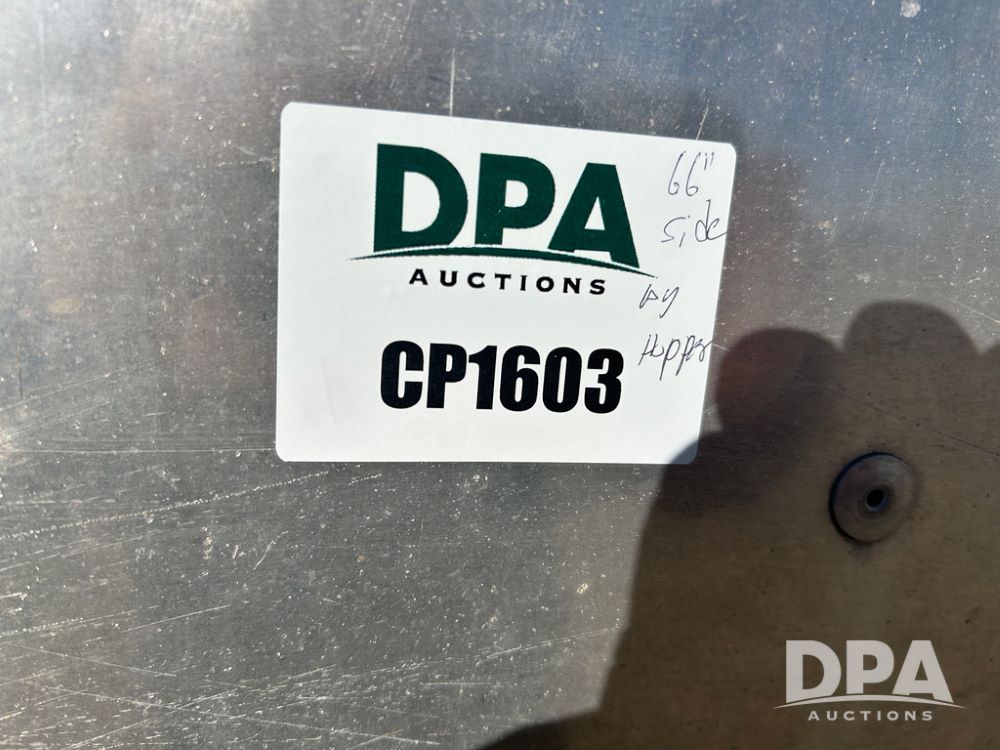 DPA
AUCTIONS
CP1603
66"
side
by
Hopper
DPA
AUCTIONS